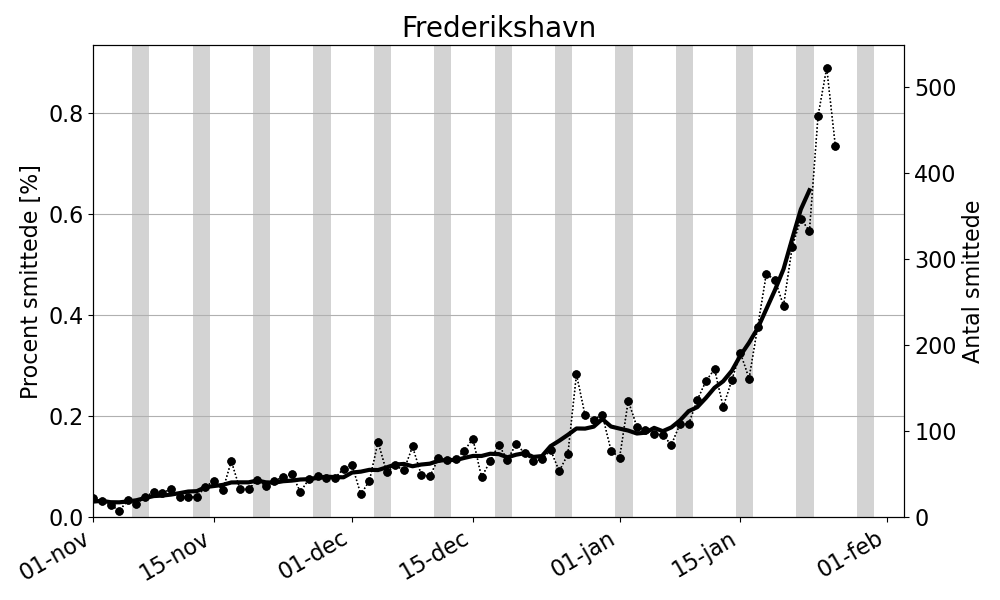 Frederikshavn
Procent smittede [%]
0.8
0.6
0.4
0.2
0.0
500
400
300
200
100
0
Antal smittede
01-nov
15-nov
01-dec
15-dec
01-jan
15-jan
01-feb